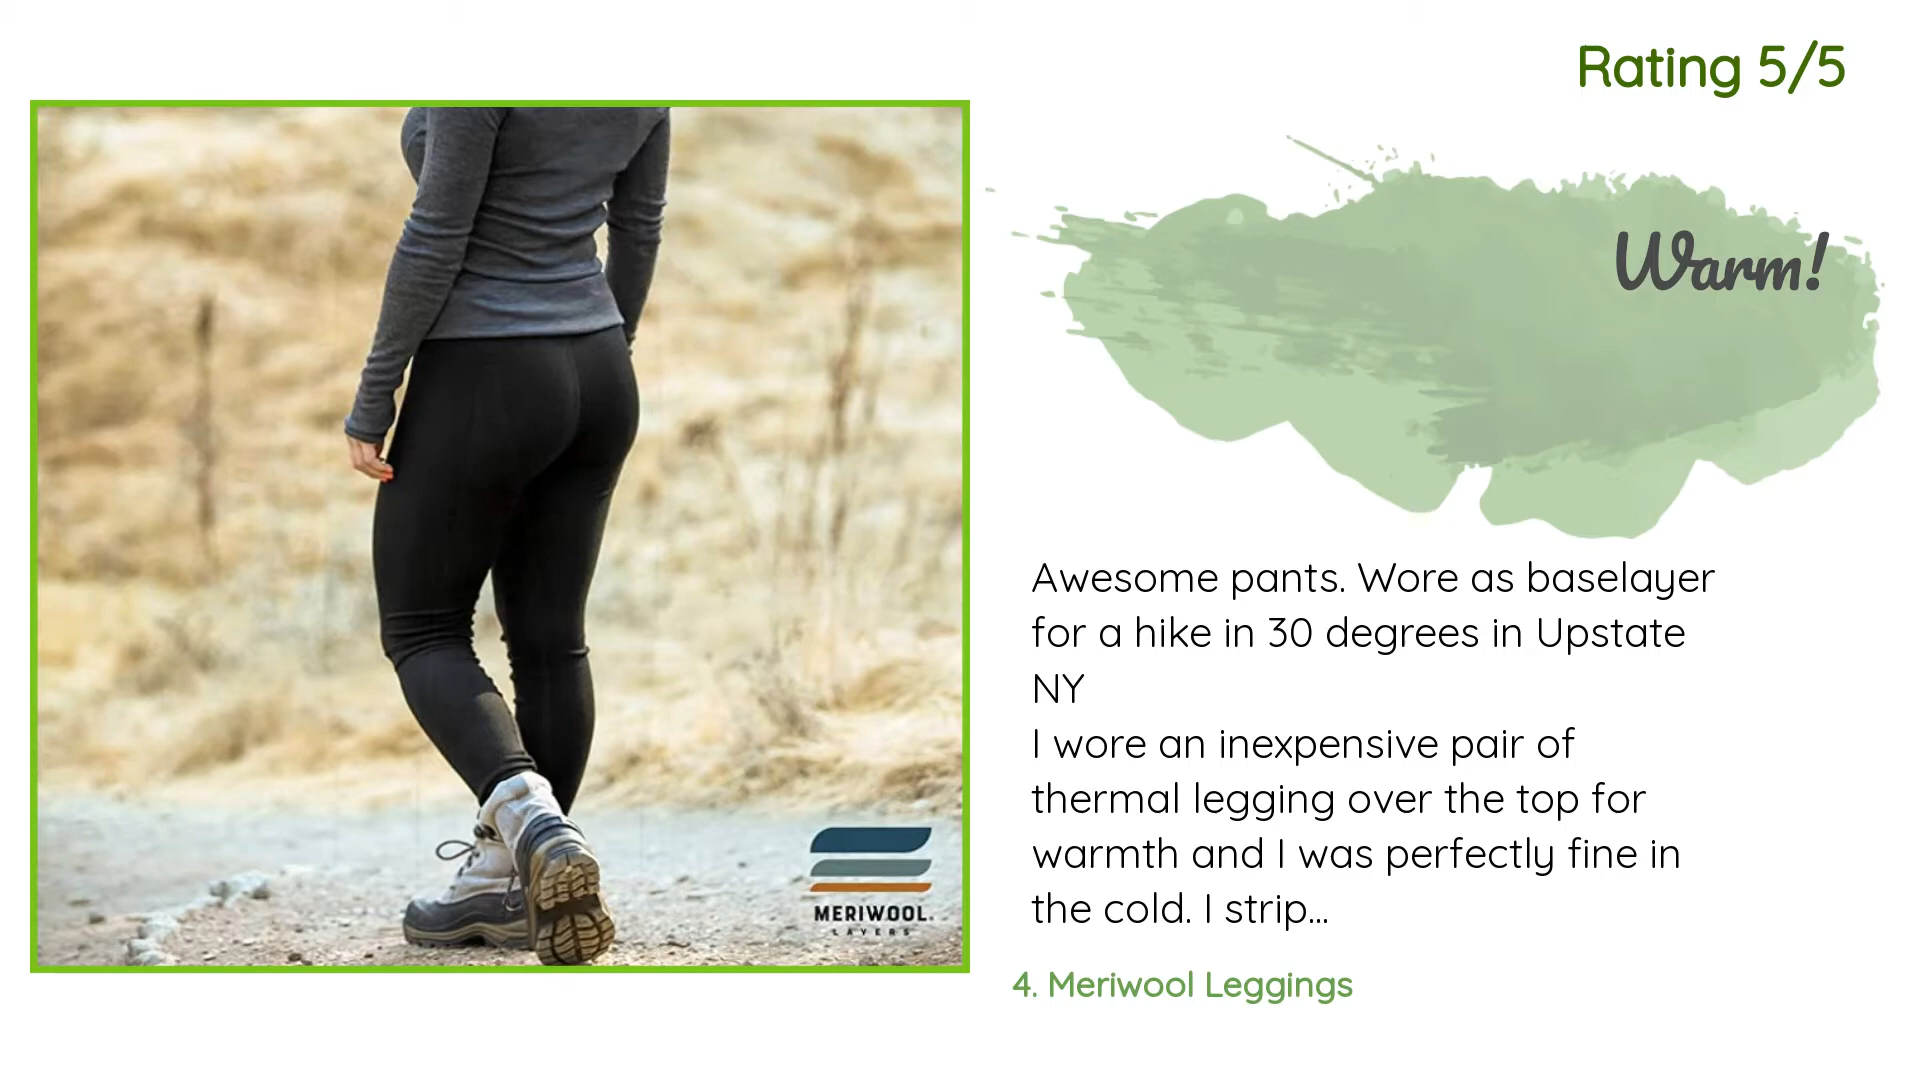 Rating 5/5
Warm!
Awesome pants. Wore as baselayer
for a hike in 30 degrees in Upstate
NY
I wore an inexpensive pair of
thermal legging over the top for
warmth and I was perfectly fine in
the cold. I strip...
MERIWOOL.
LAYERS
4. Meriwool Leggings